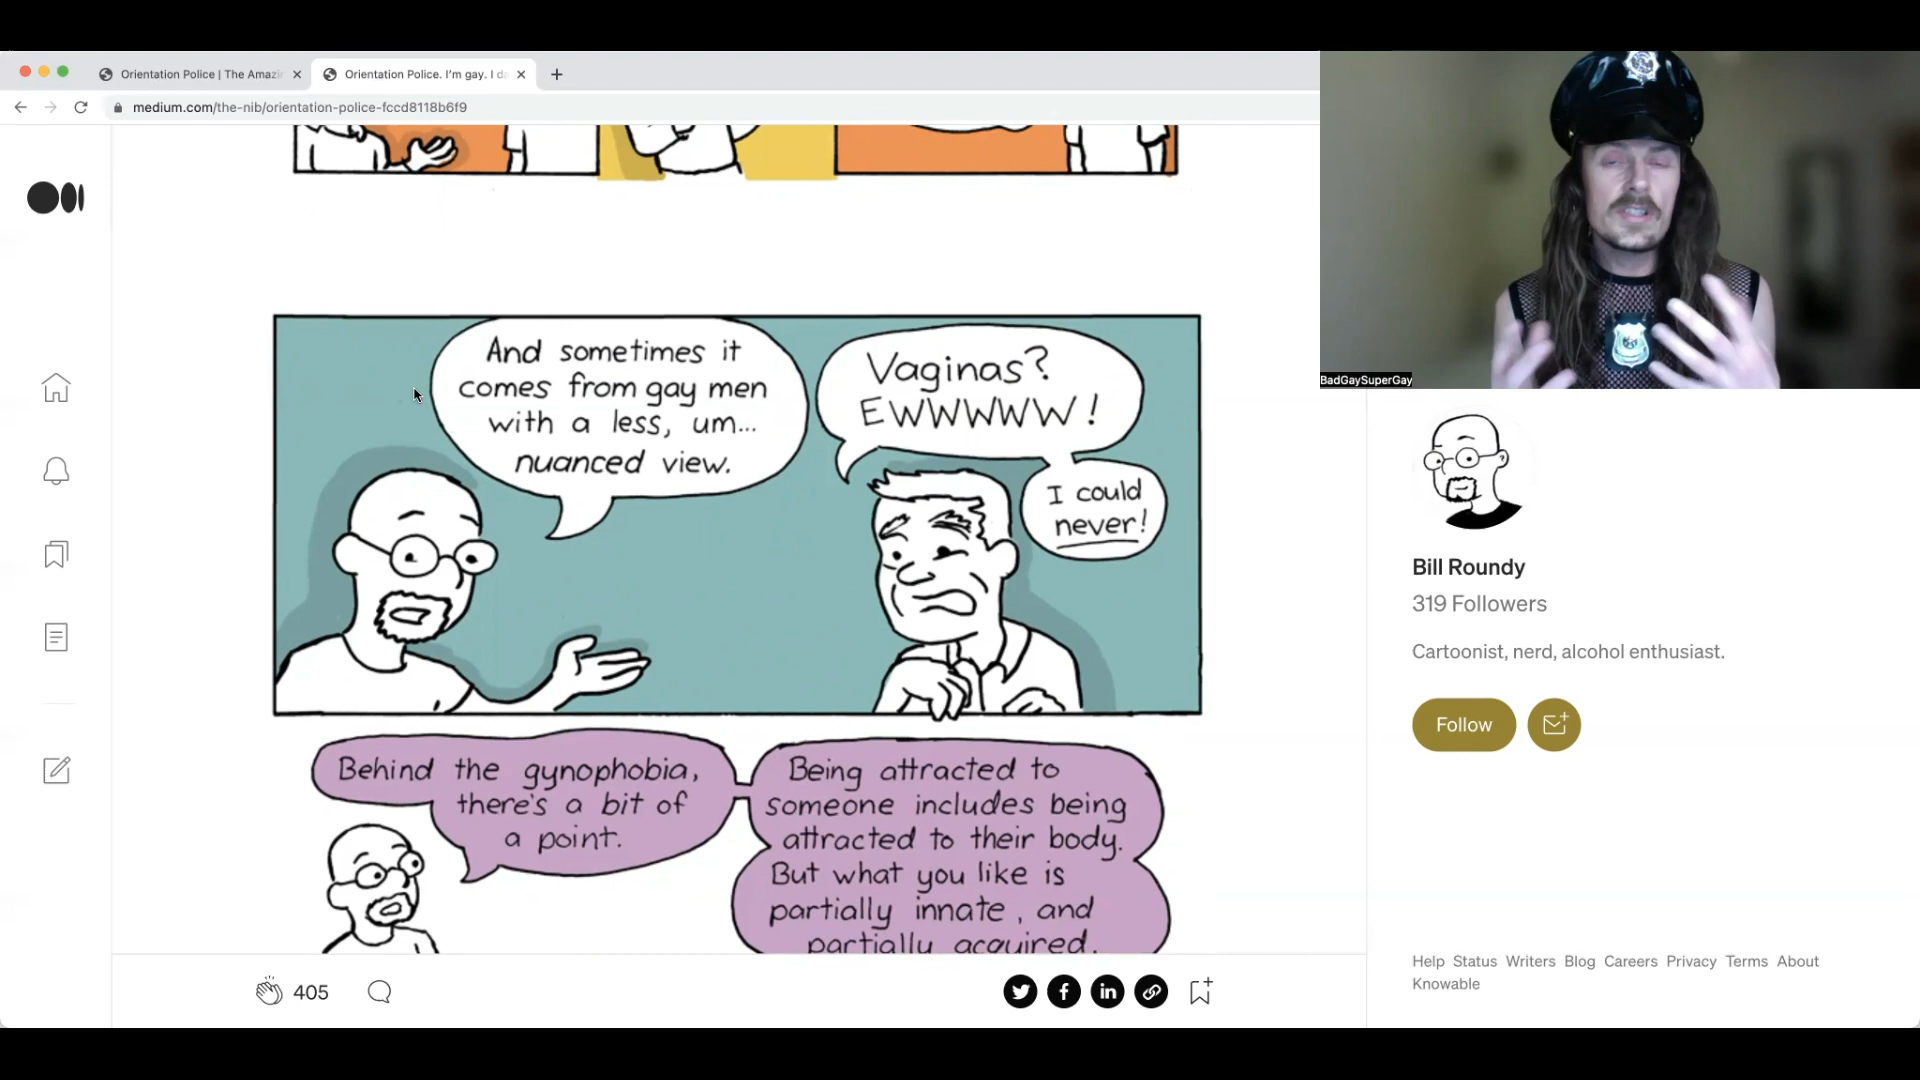 Orientation Police | The Amazi
Orientation Police. I'm gay. I da
medium.com/the-nib/orientation-police-fccd8118b6f9
And sometimes it
comes from gay men
with a less, um...
nuanced view.
Vaginas?
EWWWWW!
I could
never!
Behind the gynophobia,
there's a bit of
a point.
Being attracted to
someone includes being
attracted to their body.
But what you like is
partially innate, and
partially acquired.
405
BadGaySuperGay
Bill Roundy
319 Followers
Cartoonist, nerd, alcohol enthusiast.
Follow
Help Status Writers Blog Careers Privacy Terms About
Knowable